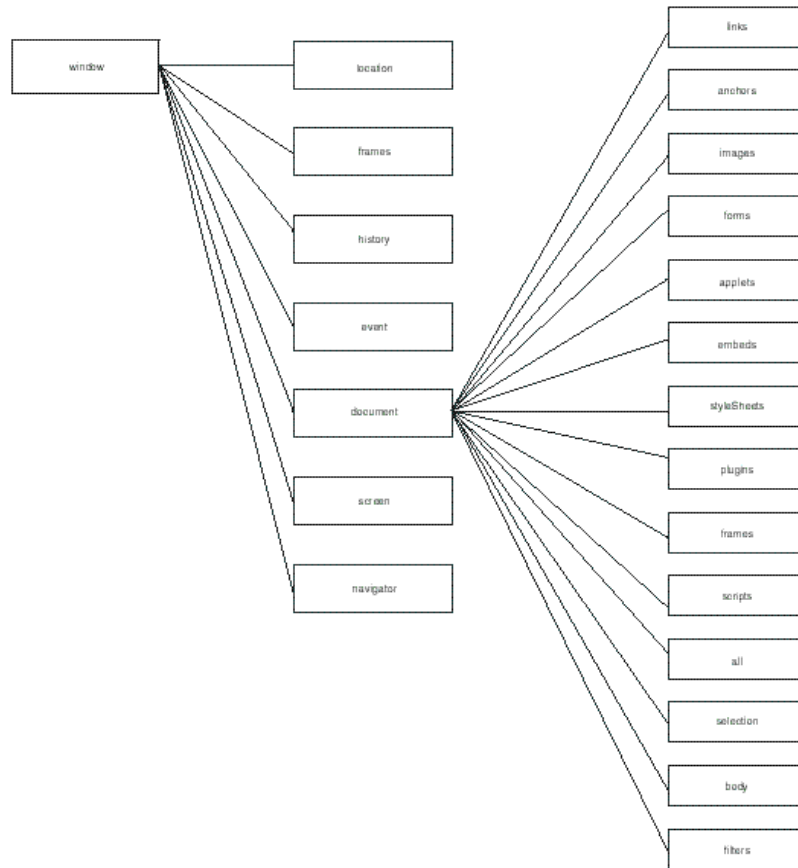 window
location
frames
history
event
document
screen
navigator
links
anchors
images
forms
applets
embeds
styleSheets
plugins
frames
scripts
all
selection
body
filters